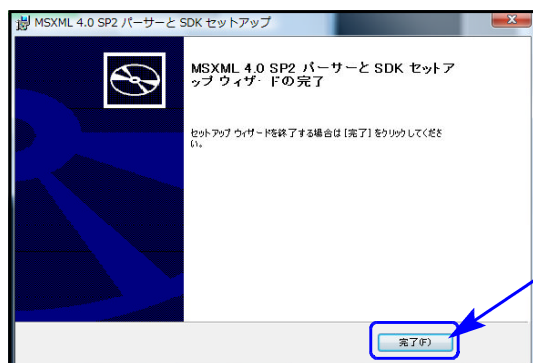 MSXML 4.0 SP2 パーサーと SDK セットアップ
MSXML 4.0 SP2 パーサーと SDK セットア
ップ ウィザードの完了
セットアップ ウィザードを終了する場合は [完了] をクリックしてくださ
い。
完了(F)